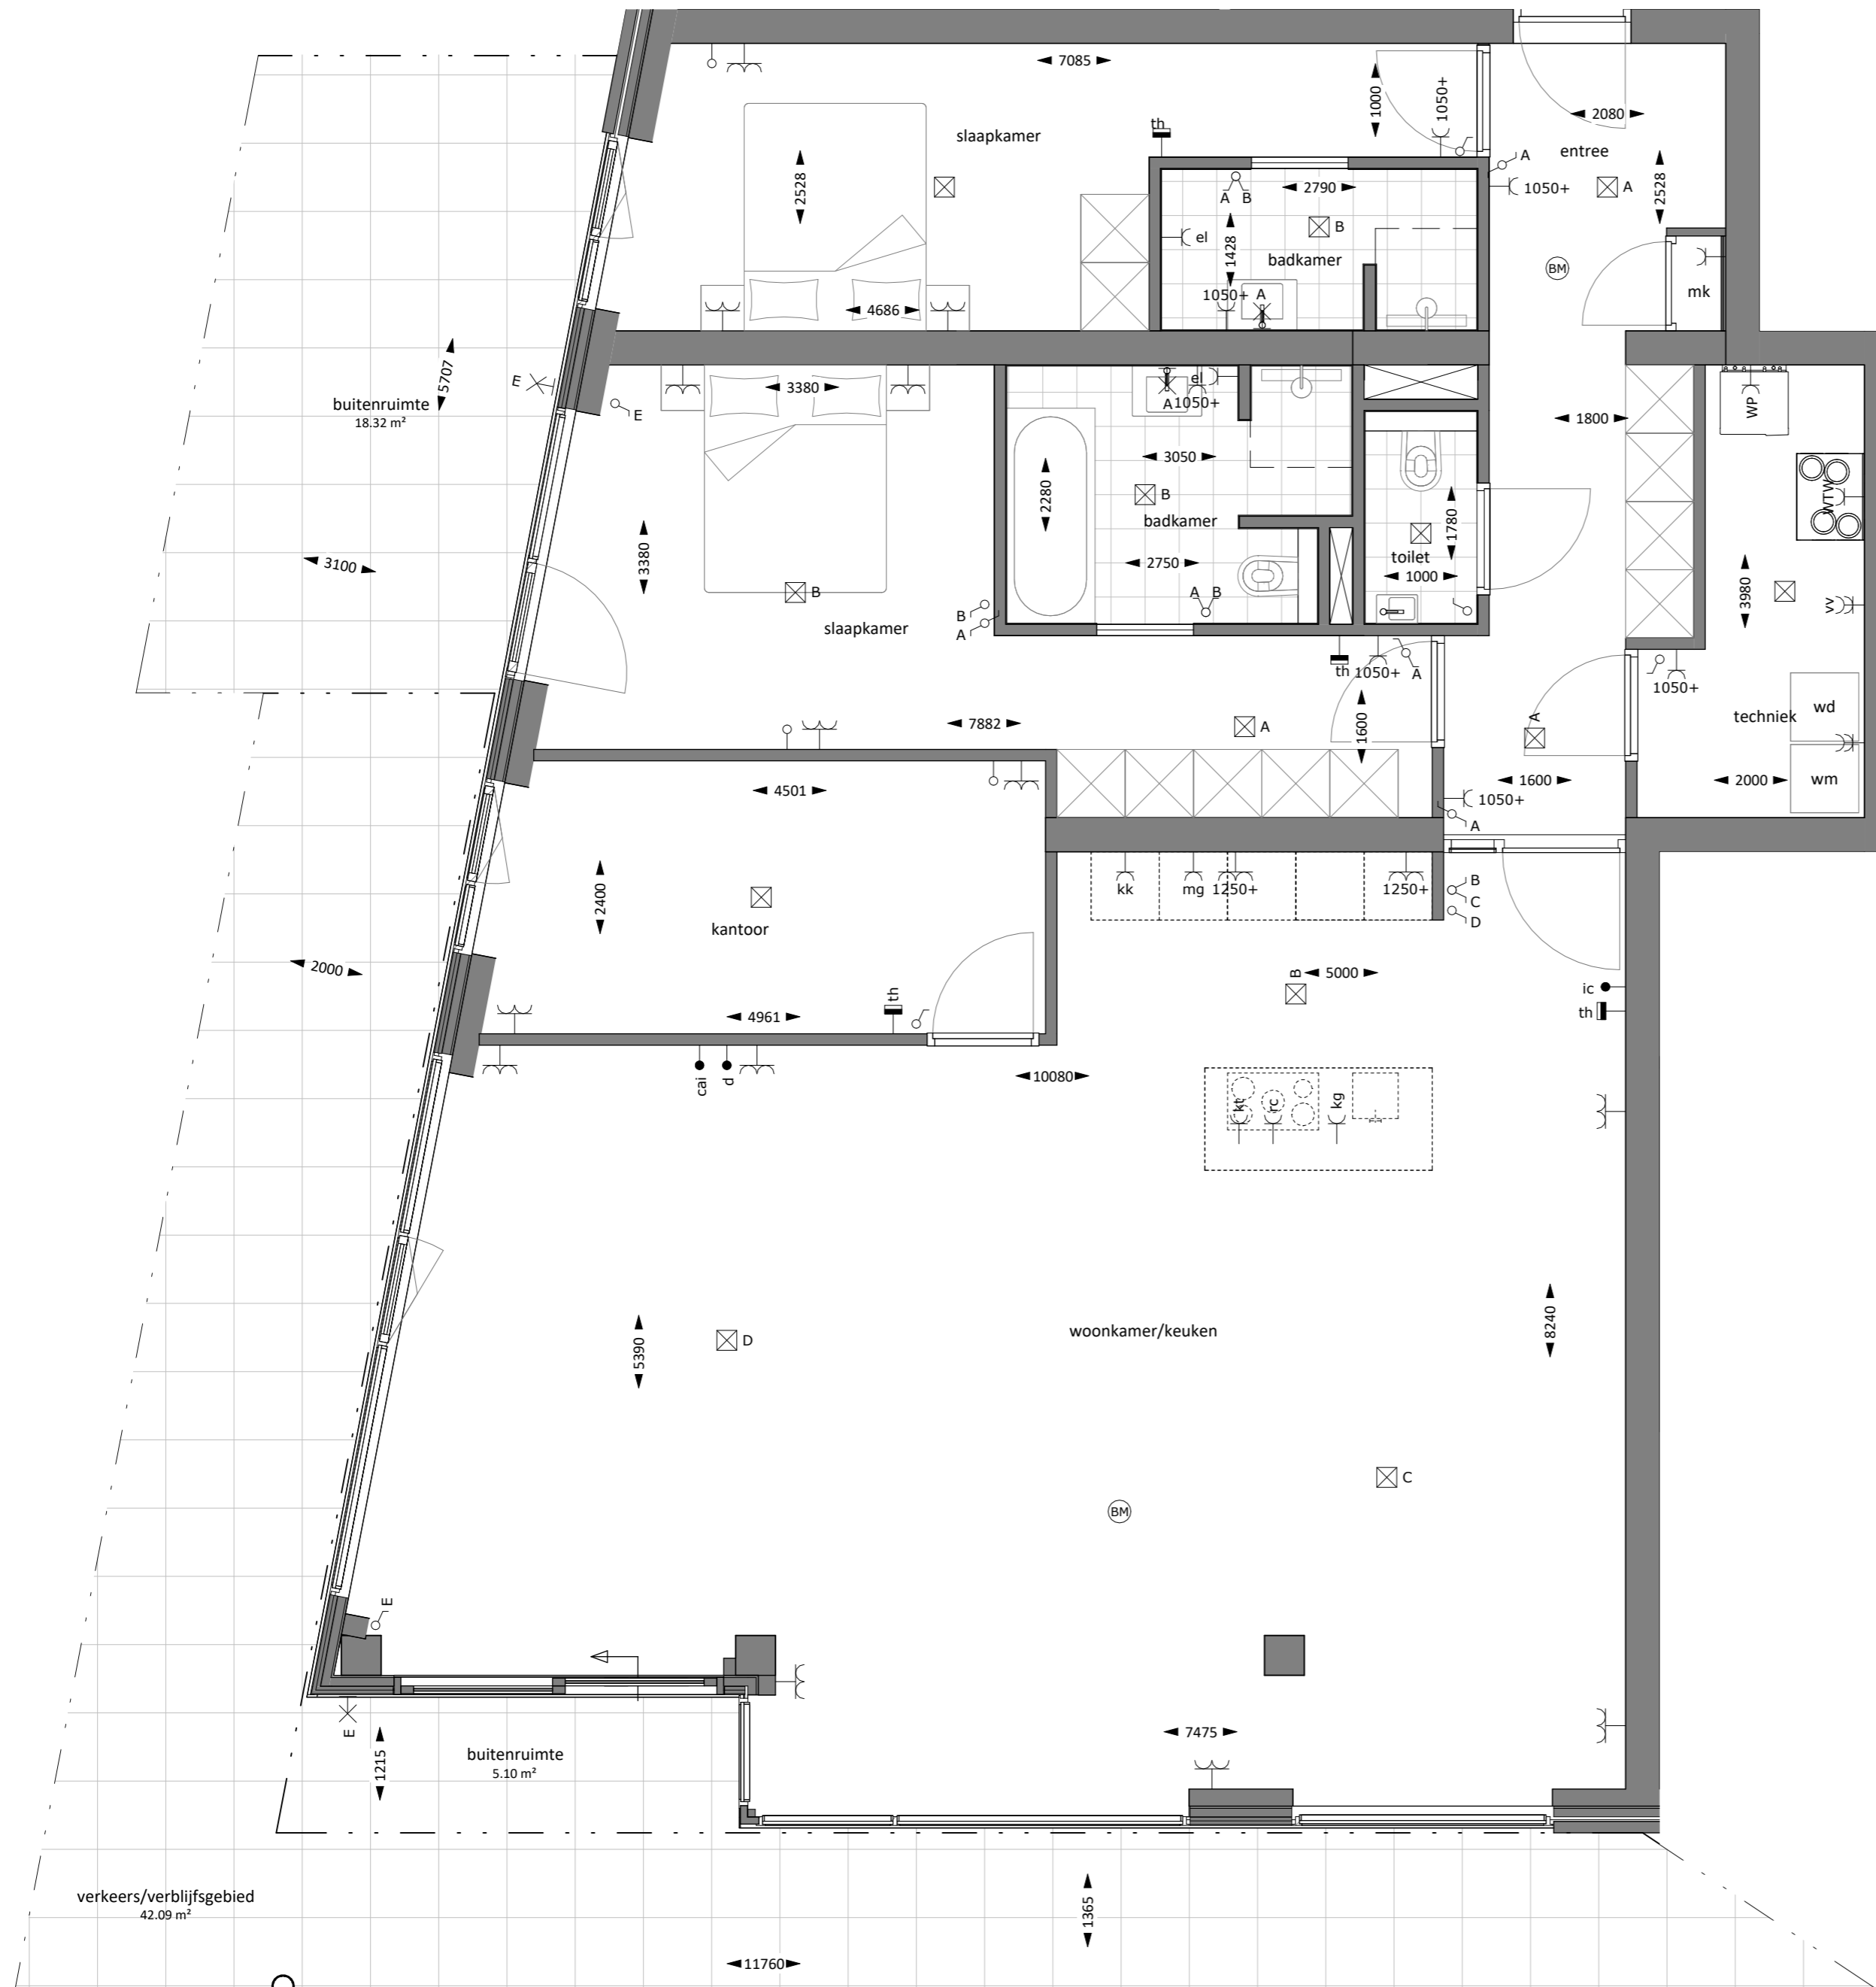 7085
1000
1050+
2080
th
slaapkamer
entree
A
2528
2790
1050+
A
2528
A B
B
el
1428
badkamer
BM
mk
1050+ A
4686
5707
E
buitenruimte
18.32 m²
E
3380
el
A 1050+
1800
WP
3050
2280
B
badkamer
1780
WTW
3100
3380
2750
toilet
1000
3980
B
A B
vv
B
A
slaapkamer
th 1050+ A
1050+
7882
A
1600
A
techniek
wd
4501
1600
2000
wm
1050+
A
2400
kantoor
kk
mg
1250+
1250+
B
C
D
2000
B
5000
ic
th
4961
th
cai
d
10080
kt
rc
kg
5390
D
woonkamer/keuken
8240
C
BM
E
E
1215
buitenruimte
5.10 m²
7475
verkeers/verblijfsgebied
42.09 m²
1365
11760